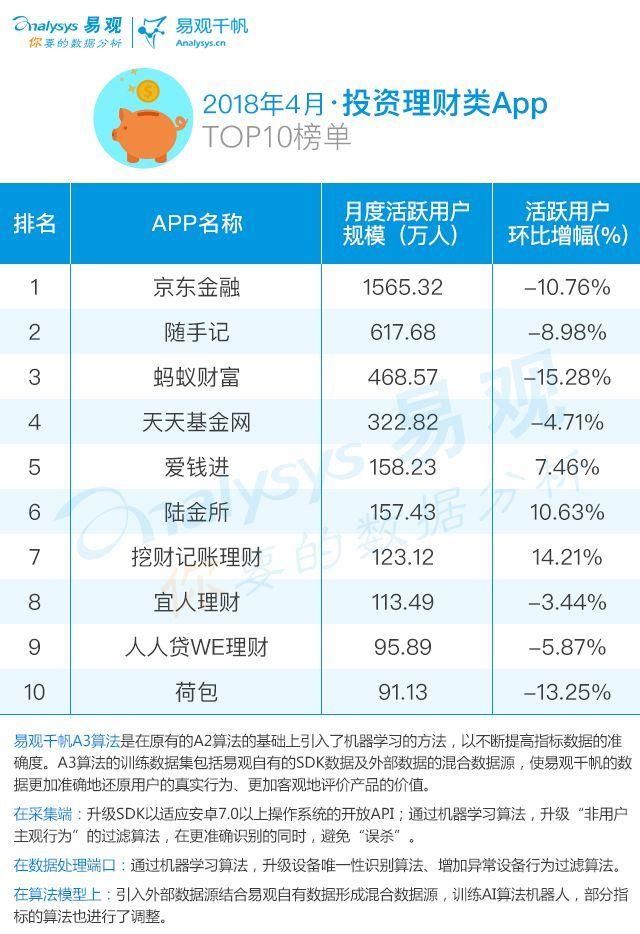 analysys 易观
你要的数据分析
易观千帆
Analysys.cn
2018年4月·投资理财类App
TOP10榜单
排名 APP名称 月度活跃用户规模（万人） 活跃用户环比增幅(%)
1 京东金融 1565.32 -10.76%
2 随手记 617.68 -8.98%
3 蚂蚁财富 468.57 -15.28%
4 天天基金网 322.82 -4.71%
5 爱钱进 158.23 7.46%
6 陆金所 157.43 10.63%
7 挖财记账理财 123.12 14.21%
8 宜人理财 113.49 -3.44%
9 人人贷WE理财 95.89 -5.87%
10 荷包 91.13 -13.25%
analysys 易观
你要的数据分析
易观千帆A3算法是在原有的A2算法的基础上引入了机器学习的方法，以不断提高指标数据的准
确度。A3算法的训练数据集包括易观自有的SDK数据及外部数据的混合数据源，使易观千帆的数
据更加准确地还原用户的真实行为、更加客观地评价产品的价值。
在采集端：升级SDK以适应安卓7.0以上操作系统的开放API；通过机器学习算法，升级“非用户
主观行为”的过滤算法，在更准确识别的同时，避免“误杀”。
在数据处理端口：通过机器学习算法，升级设备唯一性识别算法、增加异常设备行为过滤算法。
在算法模型上：引入外部数据源结合易观自有数据形成混合数据源，训练AI算法机器人，部分指
标的算法也进行了调整。